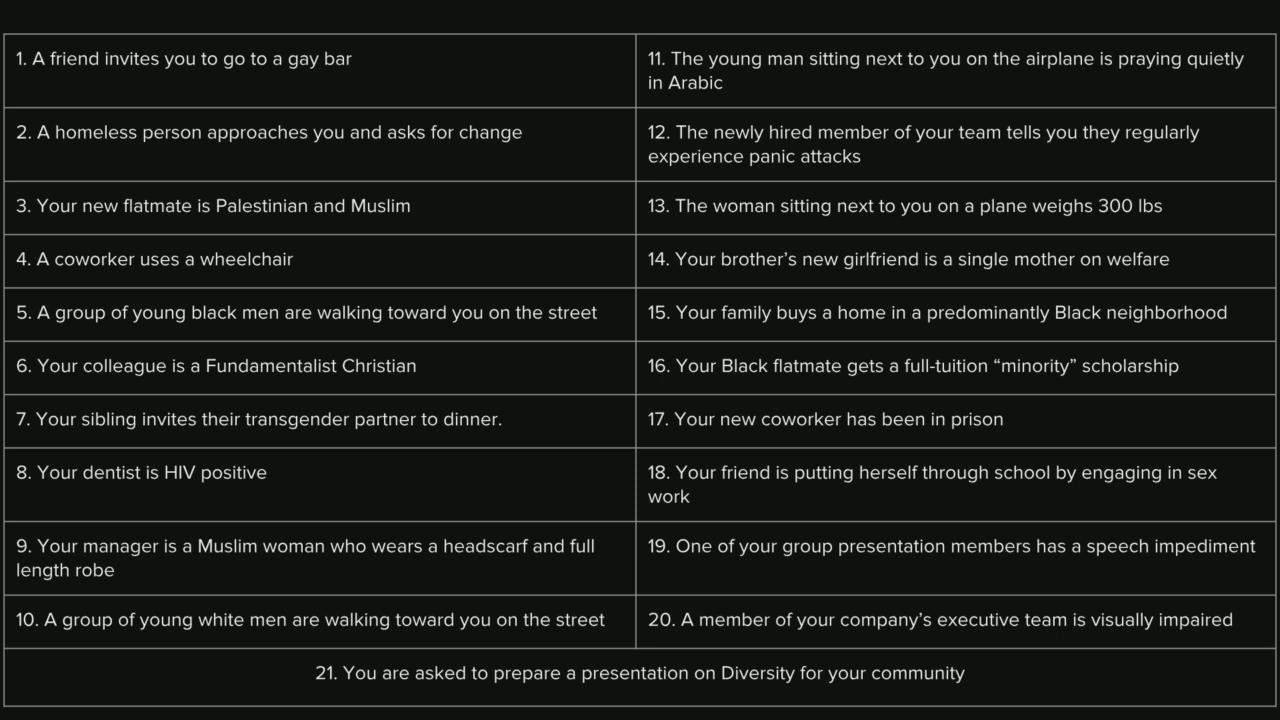 1. A friend invites you to go to a gay bar
11. The young man sitting next to you on the airplane is praying quietly
in Arabic
2. A homeless person approaches you and asks for change
12. The newly hired member of your team tells you they regularly
experience panic attacks
3. Your new flatmate is Palestinian and Muslim
13. The woman sitting next to you on a plane weighs 300 lbs
4. A coworker uses a wheelchair
14. Your brother’s new girlfriend is a single mother on welfare
5. A group of young black men are walking toward you on the street
15. Your family buys a home in a predominantly Black neighborhood
6. Your colleague is a Fundamentalist Christian
16. Your Black flatmate gets a full-tuition “minority” scholarship
7. Your sibling invites their transgender partner to dinner.
17. Your new coworker has been in prison
8. Your dentist is HIV positive
18. Your friend is putting herself through school by engaging in sex
work
9. Your manager is a Muslim woman who wears a headscarf and full
length robe
19. One of your group presentation members has a speech impediment
10. A group of young white men are walking toward you on the street
20. A member of your company’s executive team is visually impaired
21. You are asked to prepare a presentation on Diversity for your community